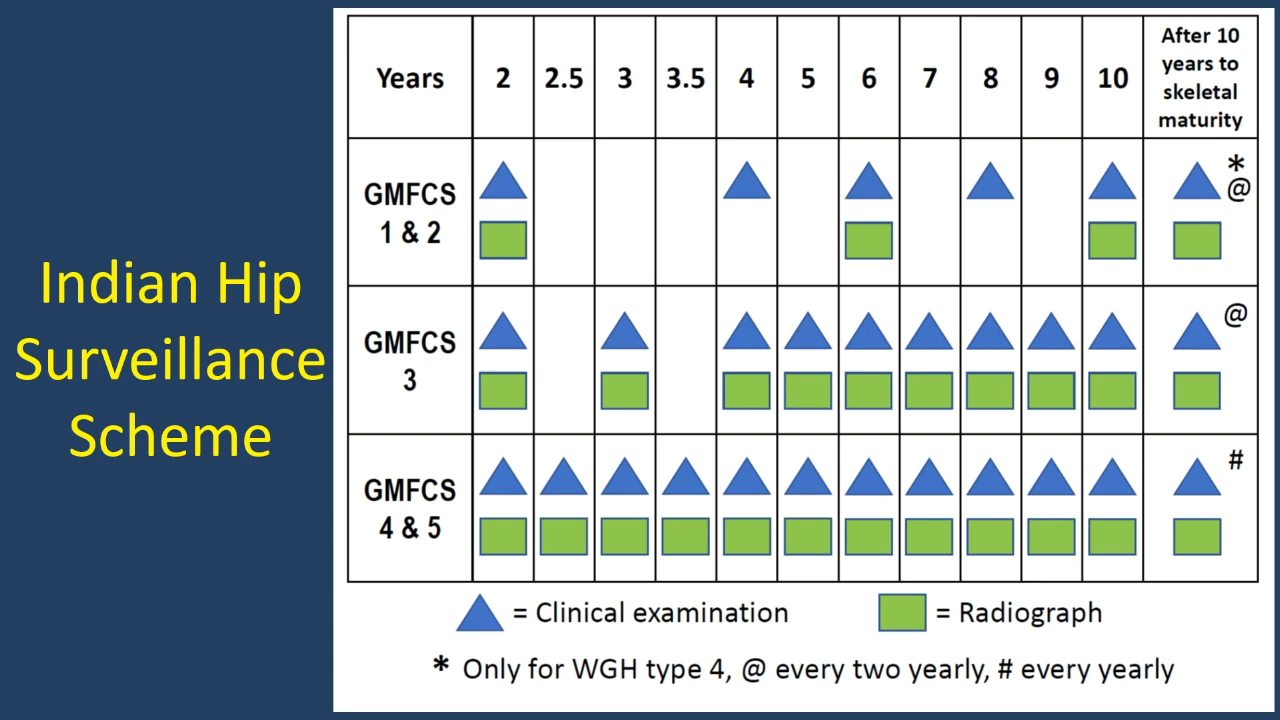 Indian Hip
Surveillance
Scheme
Years 2 2.5 3 3.5 4 5 6 7 8 9 10 After 10
years to
skeletal
maturity
GMFCS
1 & 2
*
@
GMFCS
3
@
GMFCS
4 & 5
#
= Clinical examination = Radiograph
* Only for WGH type 4, @ every two yearly, # every yearly